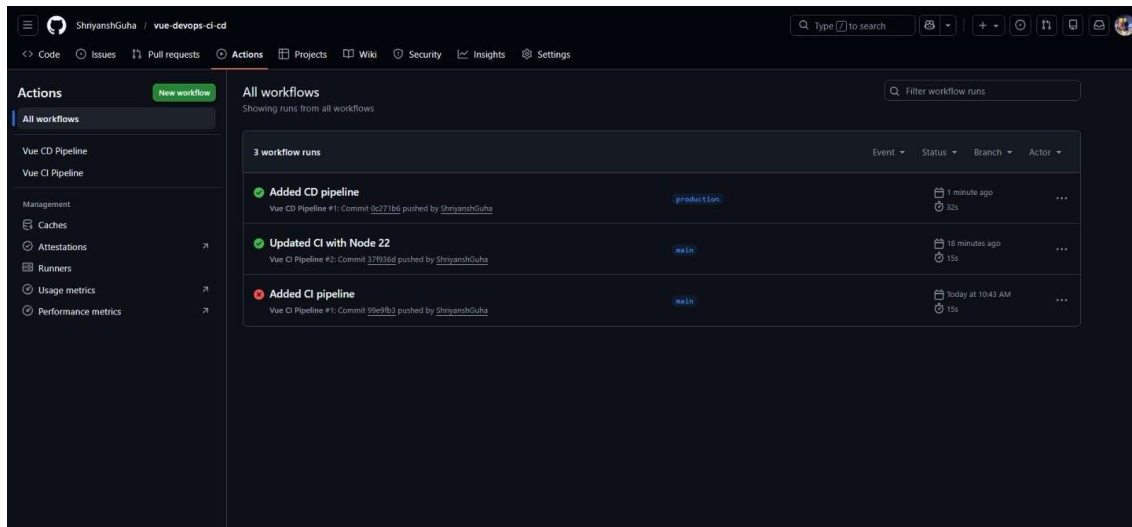 ShriyanshGuha / vue-devops-ci-cd
Type / to search
Code Issues Pull requests Actions Projects Wiki Security Insights Settings
Actions
New workflow
All workflows
Vue CD Pipeline
Vue CI Pipeline
Management
Caches
Attestations
Runners
Usage metrics
Performance metrics
All workflows
Showing runs from all workflows
Filter workflow runs
3 workflow runs
Event Status Branch Actor
Added CD pipeline
Vue CD Pipeline #1: Commit 0c271b6 pushed by ShriyanshGuha
production
1 minute ago
32s
Updated CI with Node 22
Vue CI Pipeline #2: Commit 37f936d pushed by ShriyanshGuha
main
18 minutes ago
15s
Added CI pipeline
Vue CI Pipeline #1: Commit 99e9fb3 pushed by ShriyanshGuha
main
Today at 10:43 AM
15s